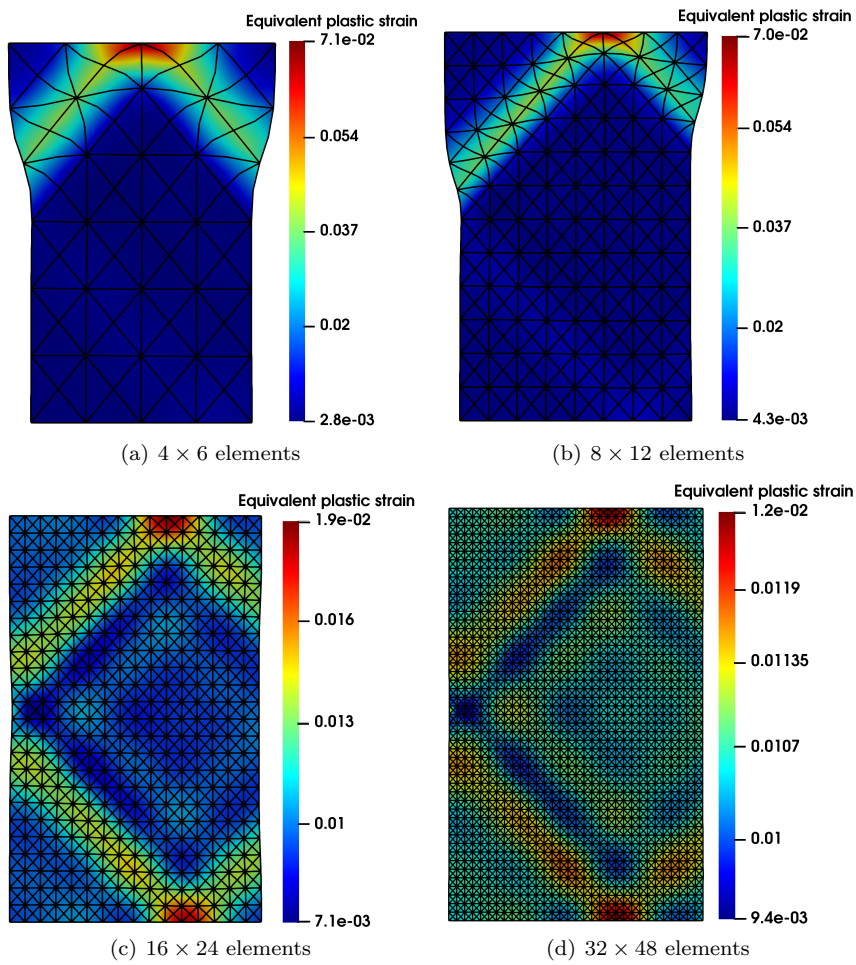 Equivalent plastic strain
7.1e-02
0.054
0.037
0.02
2.8e-03
(a) 4 × 6 elements
Equivalent plastic strain
7.0e-02
0.054
0.037
0.02
4.3e-03
(b) 8 × 12 elements
Equivalent plastic strain
1.9e-02
0.016
0.013
0.01
7.1e-03
(c) 16 × 24 elements
Equivalent plastic strain
1.2e-02
0.0119
0.01135
0.0107
0.01
9.4e-03
(d) 32 × 48 elements